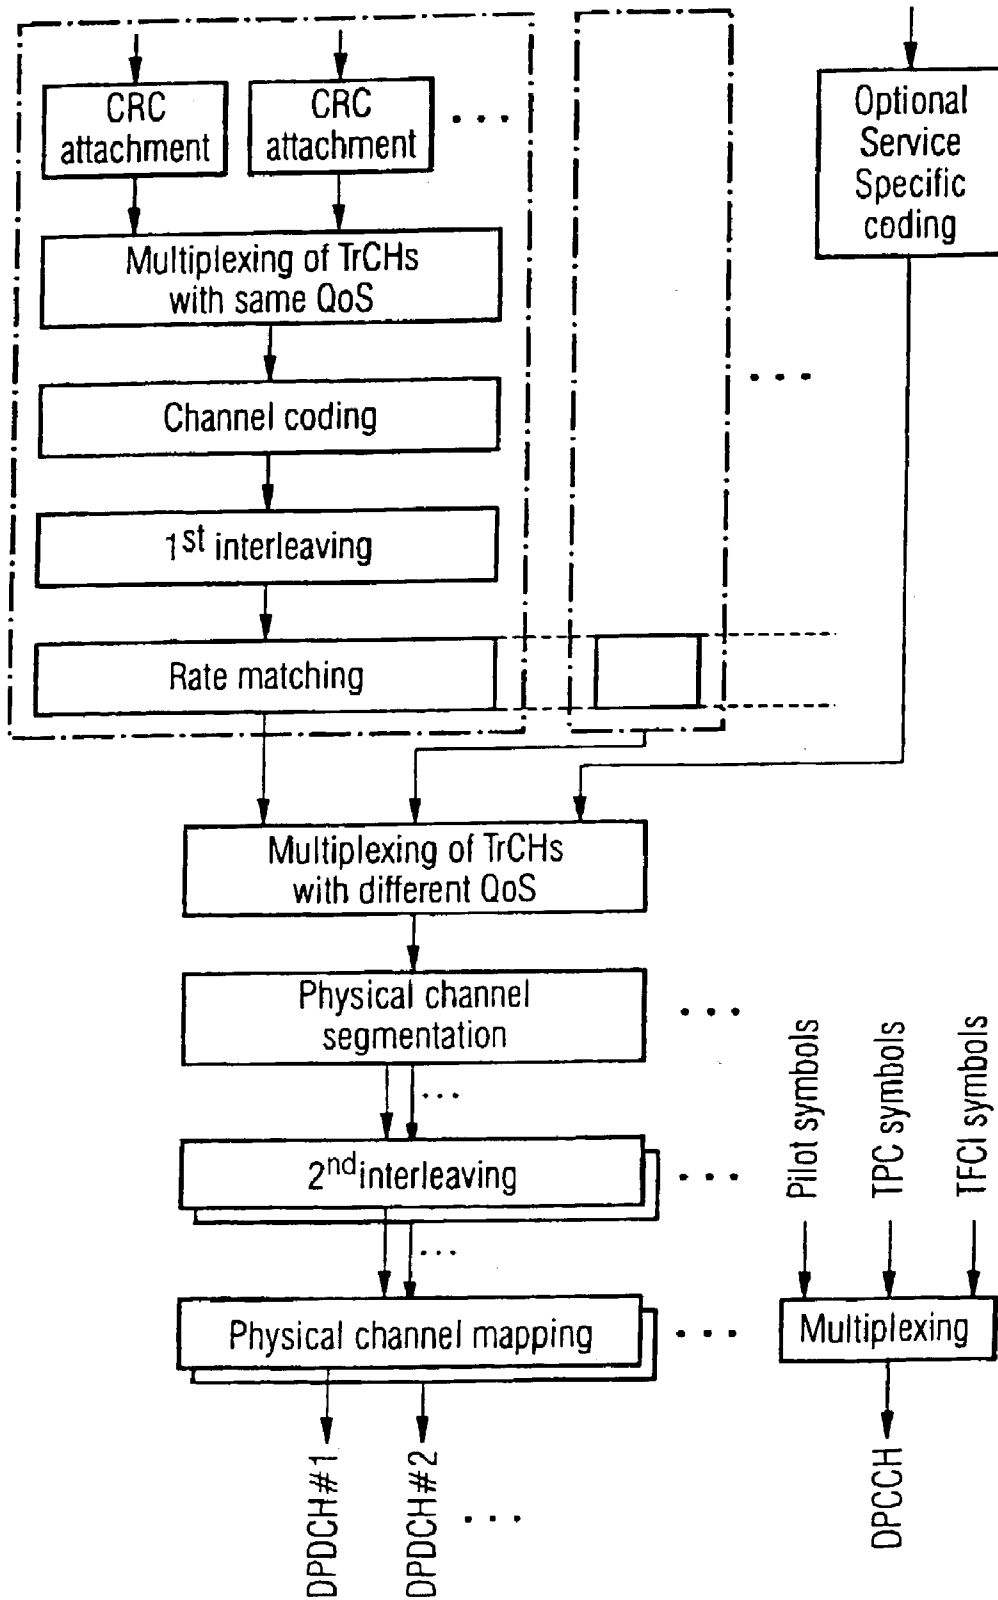 CRC
attachment
CRC
attachment
Optional
Service
Specific
coding
Multiplexing of TrCHs
with same QoS
Channel coding
1st interleaving
Rate matching
Multiplexing of TrCHs
with different QoS
Physical channel
segmentation
2nd interleaving
Physical channel mapping
Pilot symbols
TPC symbols
TFCI symbols
Multiplexing
DPDCH#1
DPDCH#2
DPCCH